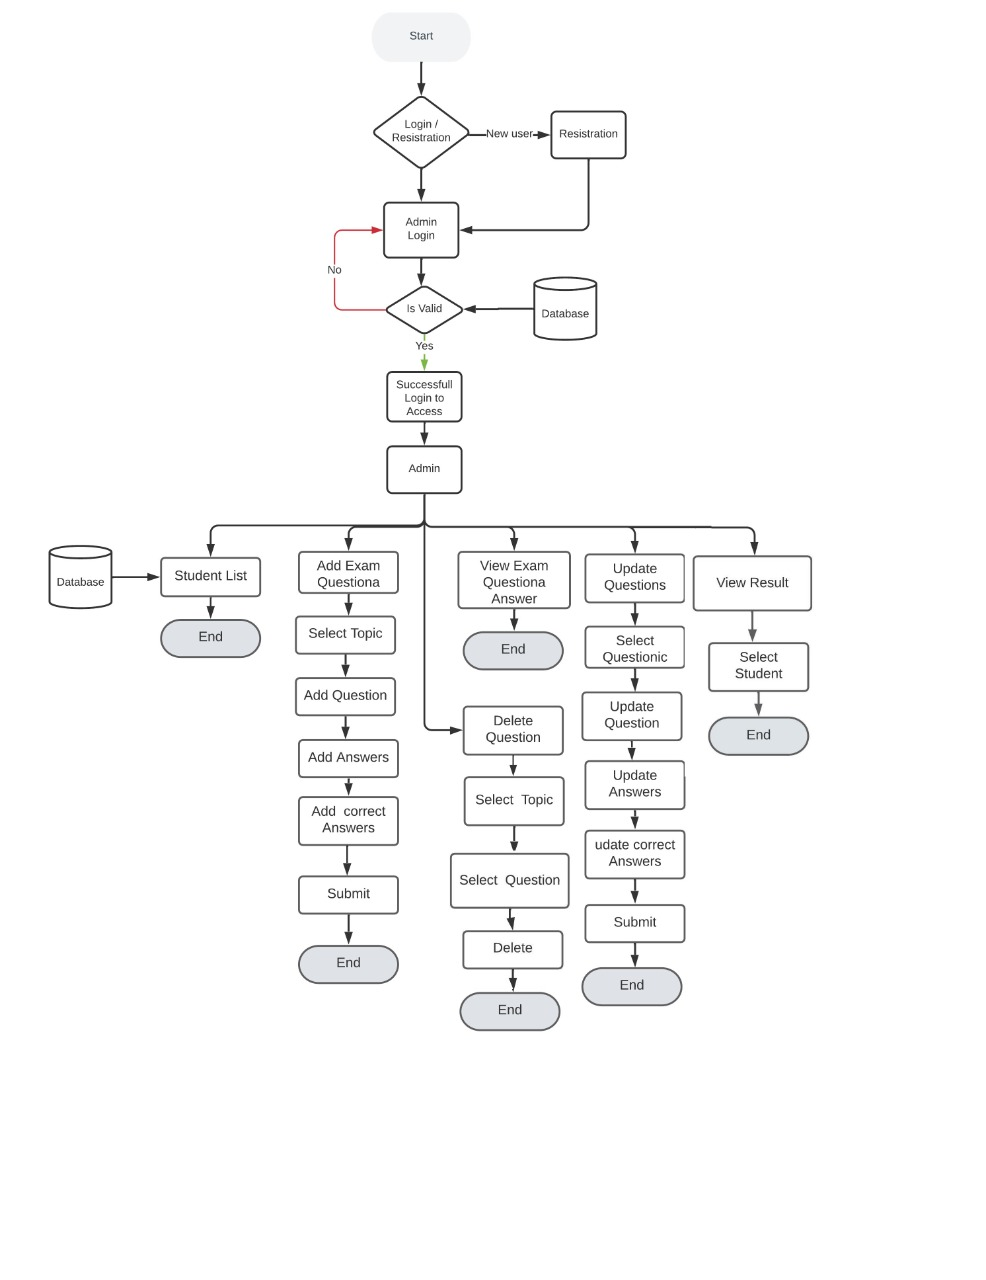 Start
Login /
Resistration
New user
Resistration
Admin
Login
No
Is Valid
Database
Yes
Successfull
Login to
Access
Admin
Database
Student List
End
Add Exam
Questiona
Select Topic
Add Question
Add Answers
Add correct
Answers
Submit
End
View Exam
Questiona
Answer
End
Delete
Question
Select Topic
Select Question
Delete
End
Update
Questions
Select
Questionic
Update
Question
Update
Answers
udate correct
Answers
Submit
End
View Result
Select
Student
End